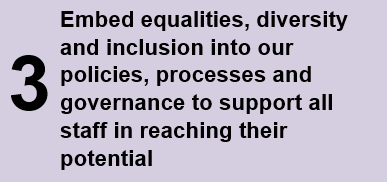 3
Embed equalities, diversity
and inclusion into our
policies, processes and
governance to support all
staff in reaching their
potential